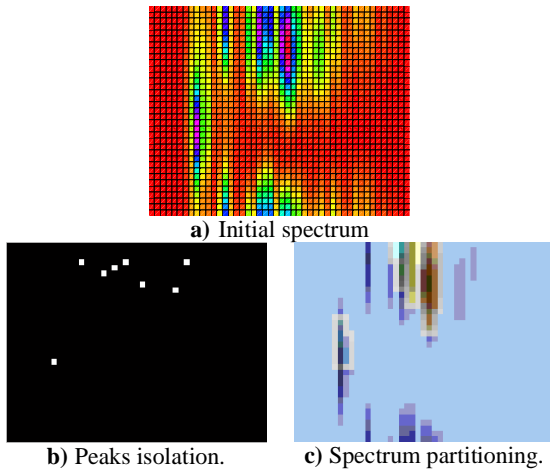 a) Initial spectrum
b) Peaks isolation.
c) Spectrum partitioning.